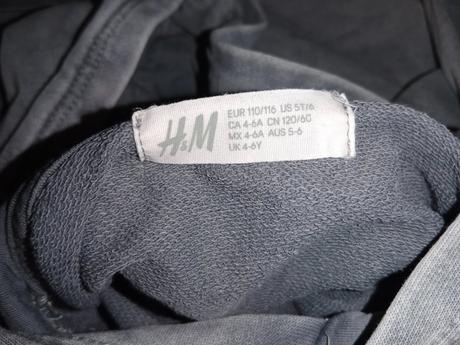 H&M
EUR 110/116 US 5T/6
CA 4-6A CN 120/60
MX 4-6A AUS 5-6
UK 4-6Y